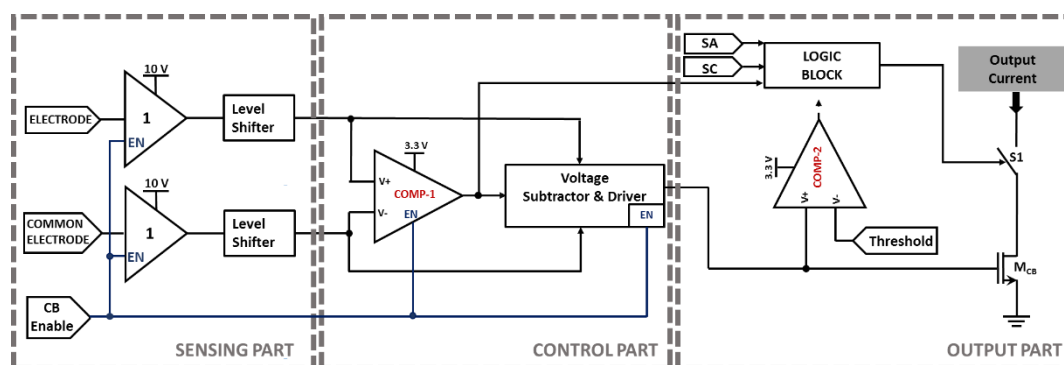 10 V
ELECTRODE
1
EN
Level
Shifter
10 V
COMMON
ELECTRODE
1
EN
Level
Shifter
CB
Enable
SENSING PART
3.3 V
V+
COMP-1
V-
EN
Voltage
Subtractor & Driver
EN
CONTROL PART
SA
SC
LOGIC
BLOCK
Output
Current
S1
3.3 V
COMP-2
V+
V-
Threshold
MCB
OUTPUT PART